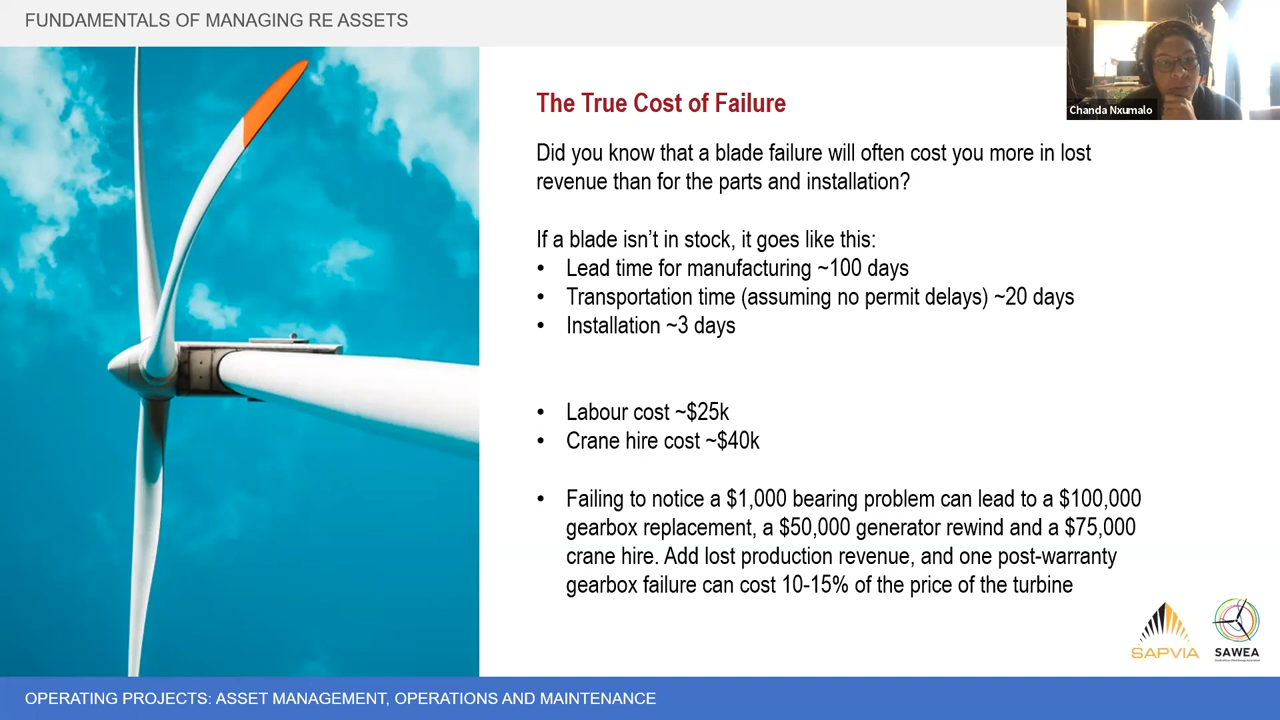 FUNDAMENTALS OF MANAGING RE ASSETS
Chanda Nxumalo
The True Cost of Failure
Did you know that a blade failure will often cost you more in lost
revenue than for the parts and installation?
If a blade isn’t in stock, it goes like this:
• Lead time for manufacturing ~100 days
• Transportation time (assuming no permit delays) ~20 days
• Installation ~3 days
• Labour cost ~$25k
• Crane hire cost ~$40k
• Failing to notice a $1,000 bearing problem can lead to a $100,000
gearbox replacement, a $50,000 generator rewind and a $75,000
crane hire. Add lost production revenue, and one post-warranty
gearbox failure can cost 10-15% of the price of the turbine
SAPVIA
SAWEA
OPERATING PROJECTS: ASSET MANAGEMENT, OPERATIONS AND MAINTENANCE